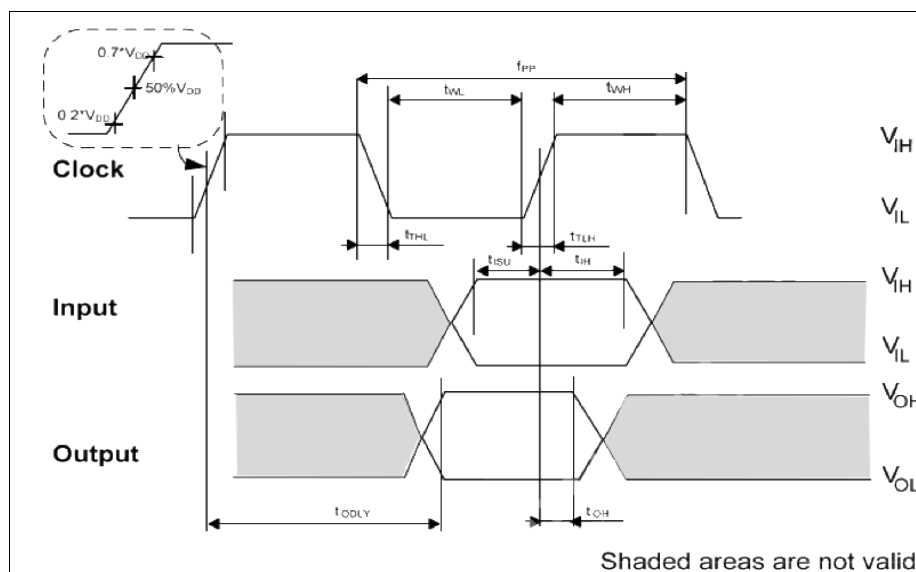 0.7*VDD
50%VDD
0.2*VDD
fPP
tWL
tWH
Clock
VIH
VIL
tTHL
tTLH
tISU
tIH
Input
VIH
VIL
Output
VOH
VOL
tODLY
tOH
Shaded areas are not valid